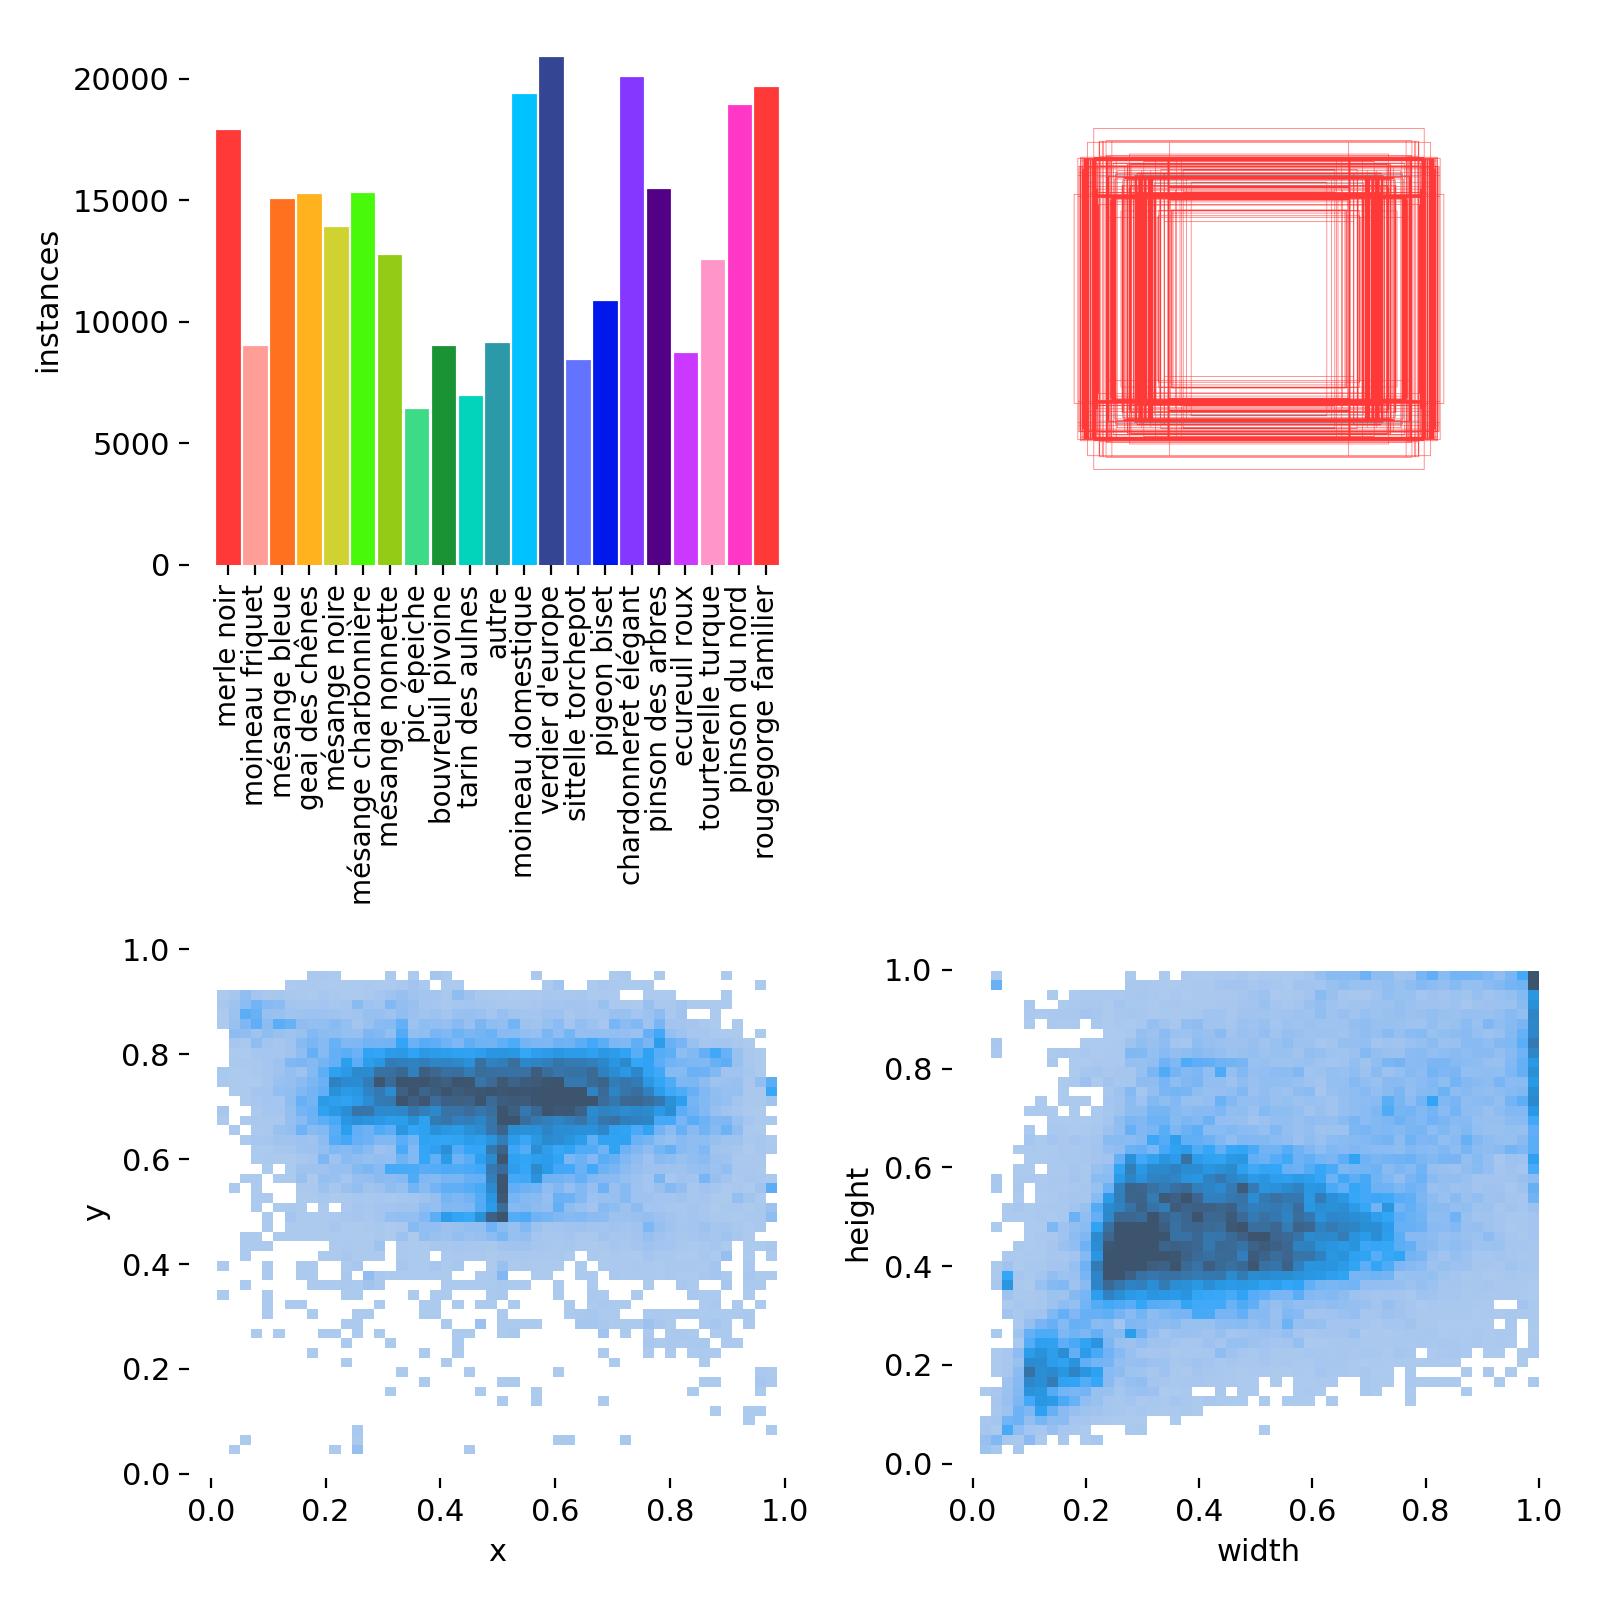 20000
15000
10000
5000
0
instances
merle noir
moineau friquet
mésange bleue
geai des chênes
mésange noire
mésange charbonnière
mésange nonnette
pic épeiche
bouvreuil pivoine
tarin des aulnes
autre
moineau domestique
verdier d'europe
sittelle torchepot
pigeon biset
chardonneret élégant
pinson des arbres
ecureuil roux
tourterelle turque
pinson du nord
rougegorge familier
1.0
0.8
0.6
0.4
0.2
0.0
y
0.0 0.2 0.4 0.6 0.8 1.0
x
1.0
0.8
0.6
0.4
0.2
0.0
height
0.0 0.2 0.4 0.6 0.8 1.0
width